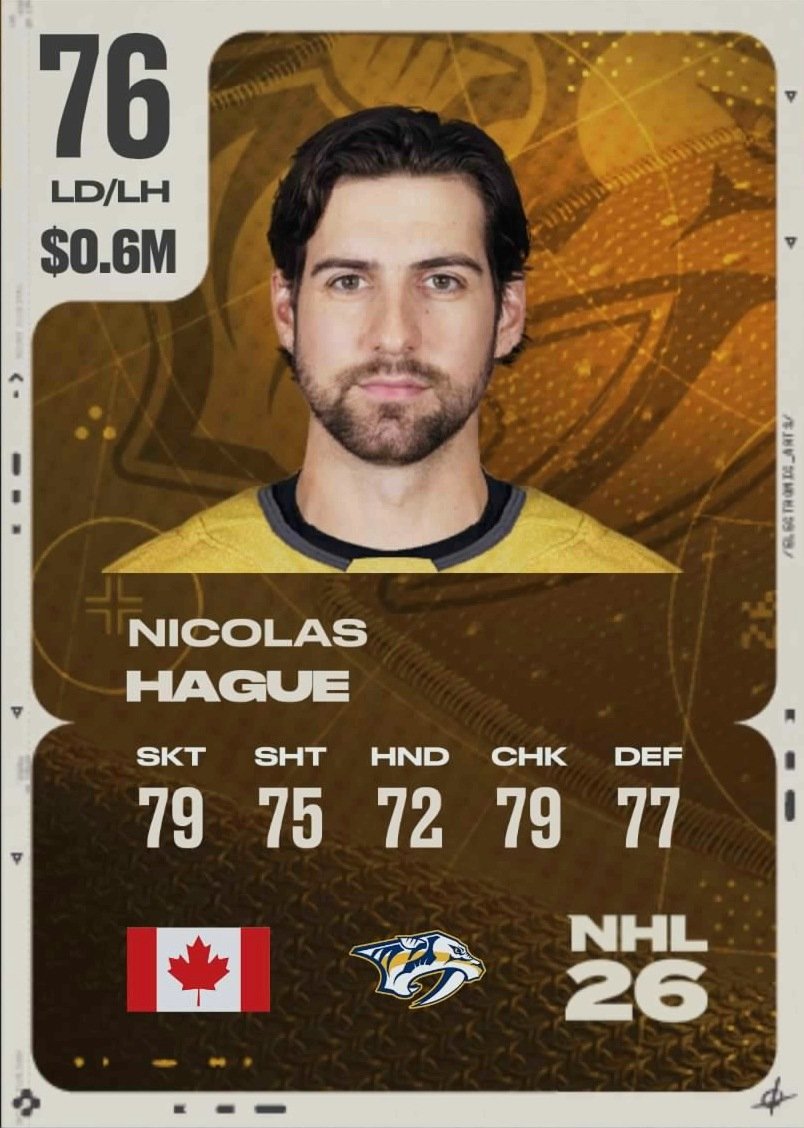 76
LD/LH
$0.6M
/ELECTRONIC_ARTS/
NICOLAS
HAGUE
SKT SHT HND CHK DEF
79 75 72 79 77
NHL
26